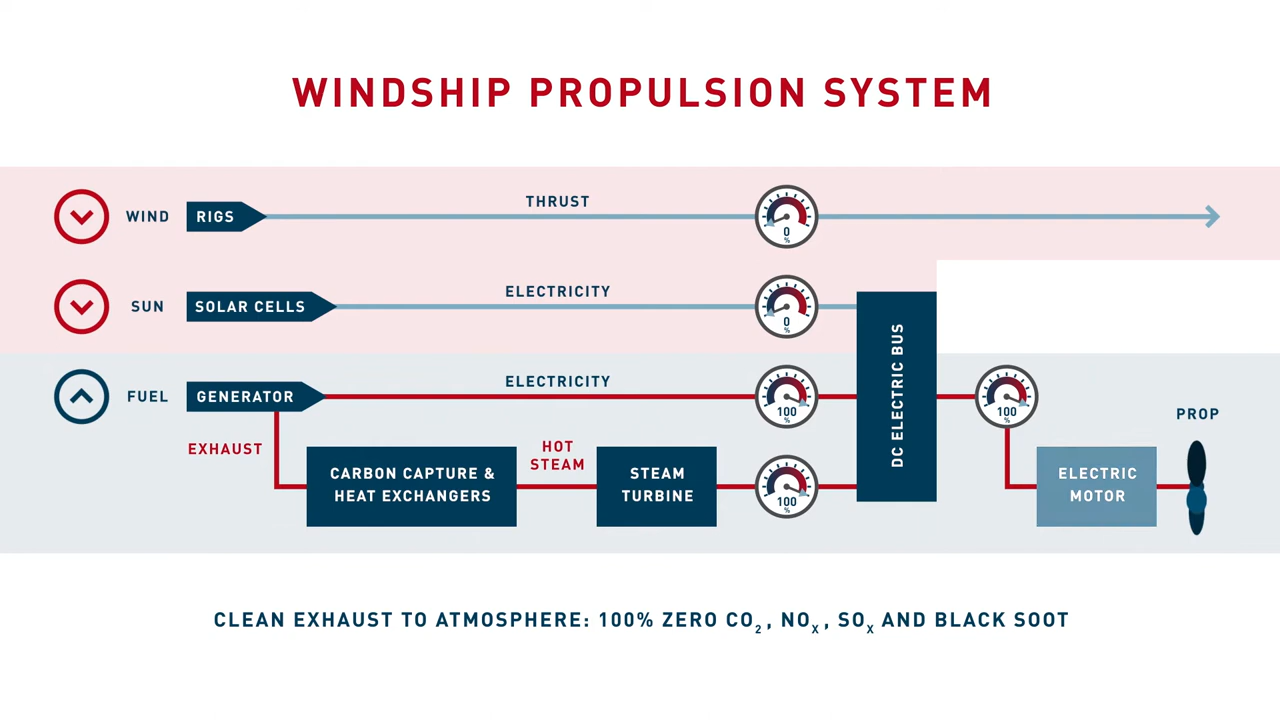 WINDSHIP PROPULSION SYSTEM
WIND
RIGS
THRUST
0
%
SUN
SOLAR CELLS
ELECTRICITY
0
%
FUEL
GENERATOR
ELECTRICITY
100
%
DC ELECTRIC BUS
100
%
PROP
EXHAUST
CARBON CAPTURE &
HEAT EXCHANGERS
HOT
STEAM
STEAM
TURBINE
100
%
ELECTRIC
MOTOR
CLEAN EXHAUST TO ATMOSPHERE: 100% ZERO CO₂, NOₓ, SOₓ AND BLACK SOOT